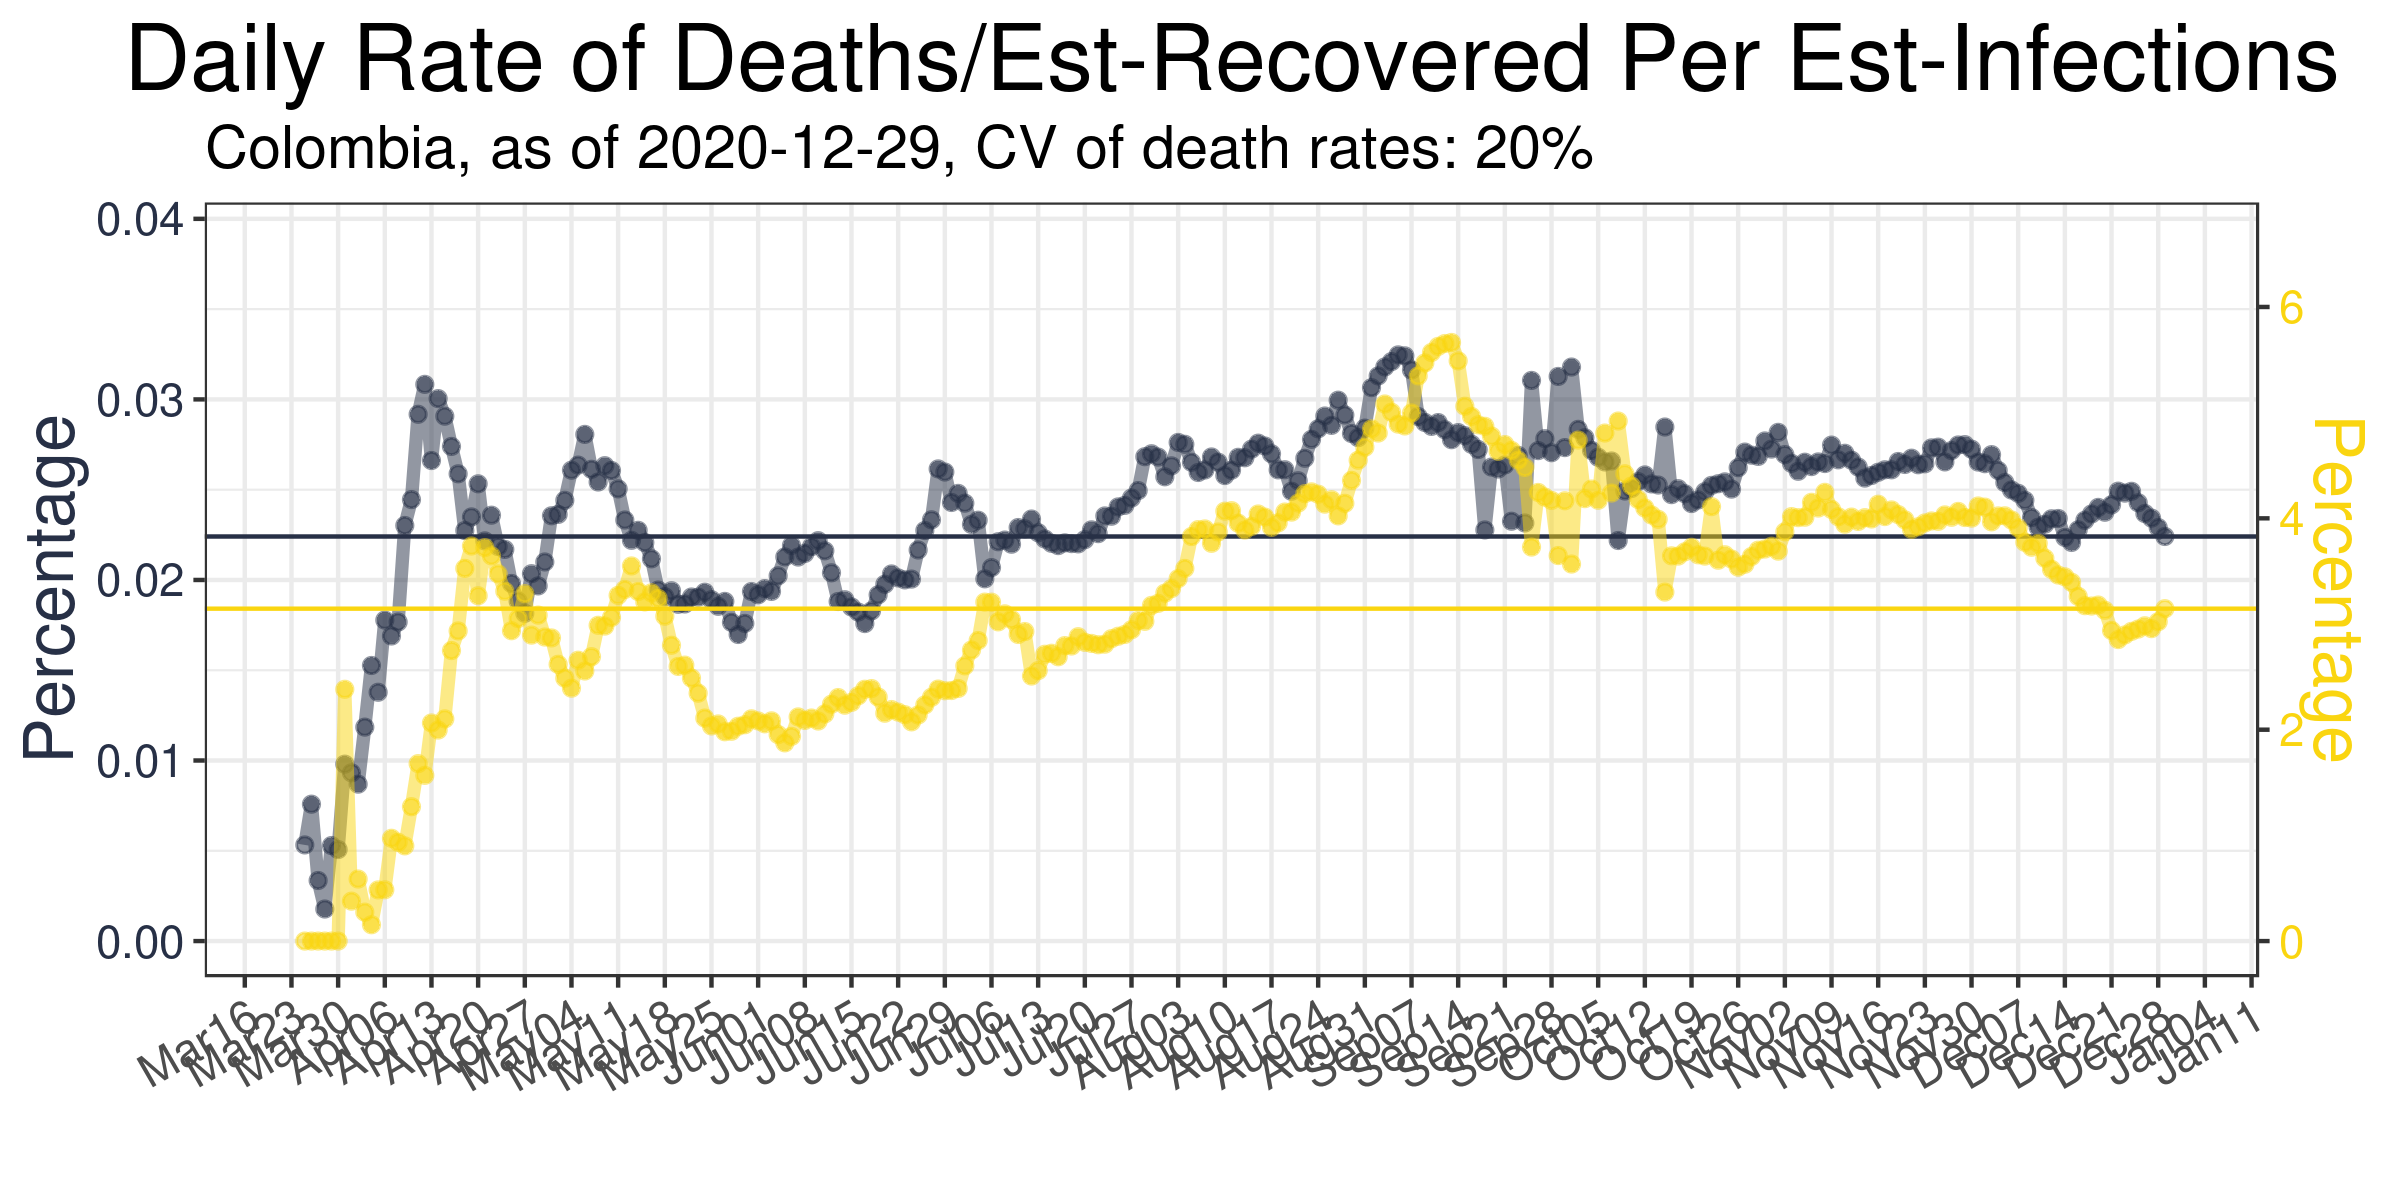 Daily Rate of Deaths/Est-Recovered Per Est-Infections
Colombia, as of 2020-12-29, CV of death rates: 20%
Percentage
0.04
0.03
0.02
0.01
0.00
6
4
2
0
Percentage
Mar16
Mar23
Mar30
Apr06
Apr13
Apr20
Apr27
May04
May11
May18
May25
Jun01
Jun08
Jun15
Jun22
Jun29
Jul06
Jul13
Jul20
Jul27
Aug03
Aug10
Aug17
Aug24
Aug31
Sep07
Sep14
Sep21
Sep28
Oct05
Oct12
Oct19
Oct26
Nov02
Nov09
Nov16
Nov23
Nov30
Dec07
Dec14
Dec21
Dec28
Jan04
Jan11